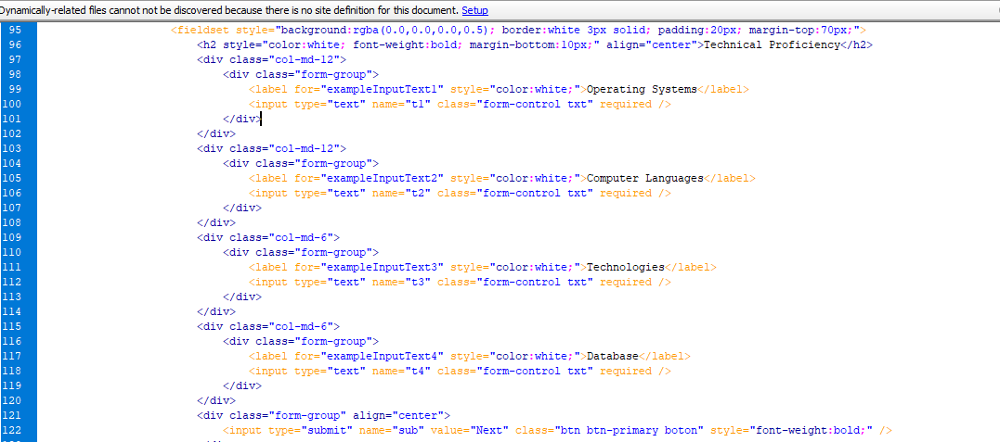 Dynamically-related files cannot not be discovered because there is no site definition for this document. Setup
95 <fieldset style="background:rgba(0.0,0.0,0.0,0.5); border:white 3px solid; padding:20px; margin-top:70px;">
96 <h2 style="color:white; font-weight:bold; margin-bottom:10px;" align="center">Technical Proficiency</h2>
97 <div class="col-md-12">
98 <div class="form-group">
99 <label for="exampleInputText1" style="color:white;">Operating Systems</label>
100 <input type="text" name="t1" class="form-control txt" required />
101 </div>
102 </div>
103 <div class="col-md-12">
104 <div class="form-group">
105 <label for="exampleInputText2" style="color:white;">Computer Languages</label>
106 <input type="text" name="t2" class="form-control txt" required />
107 </div>
108 </div>
109 <div class="col-md-6">
110 <div class="form-group">
111 <label for="exampleInputText3" style="color:white;">Technologies</label>
112 <input type="text" name="t3" class="form-control txt" required />
113 </div>
114 </div>
115 <div class="col-md-6">
116 <div class="form-group">
117 <label for="exampleInputText4" style="color:white;">Database</label>
118 <input type="text" name="t4" class="form-control txt" required />
119 </div>
120 </div>
121 <div class="form-group" align="center">
122 <input type="submit" name="sub" value="Next" class="btn btn-primary boton" style="font-weight:bold;" />